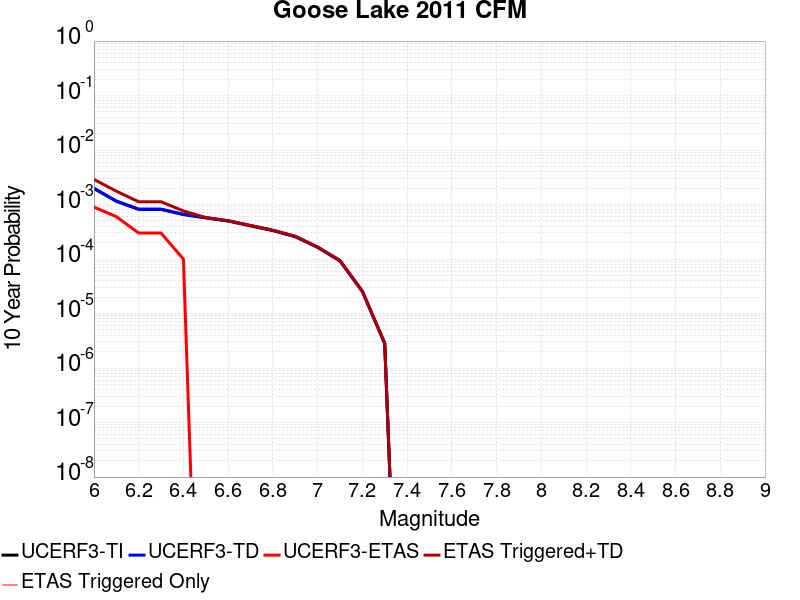 Goose Lake 2011 CFM
10 Year Probability
10^0
10^-1
10^-2
10^-3
10^-4
10^-5
10^-6
10^-7
10^-8
6 6.2 6.4 6.6 6.8 7 7.2 7.4 7.6 7.8 8 8.2 8.4 8.6 8.8 9
Magnitude
UCERF3-TI UCERF3-TD UCERF3-ETAS ETAS Triggered+TD
ETAS Triggered Only